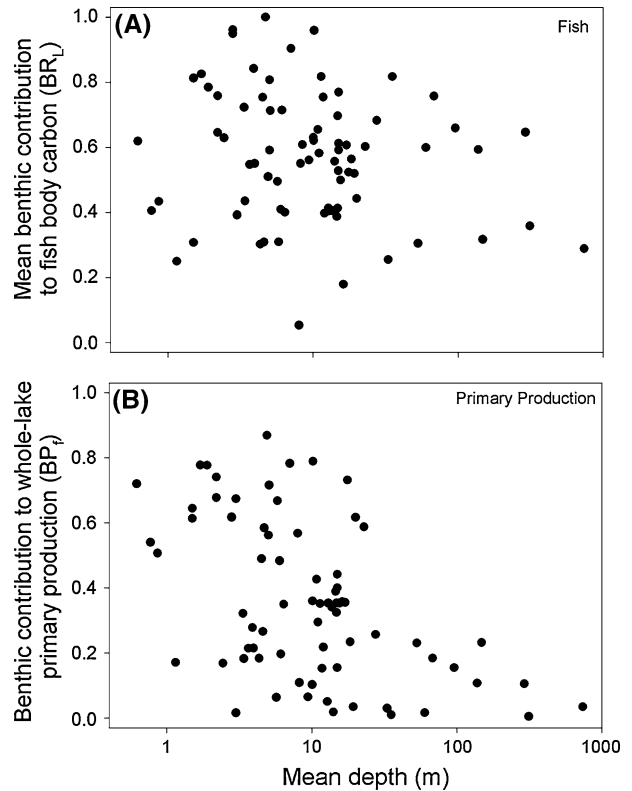 (A)
Fish
Mean benthic contribution
to fish body carbon (BR_L)
1.0
0.8
0.6
0.4
0.2
0.0
(B)
Primary Production
Benthic contribution to whole-lake
primary production (BP_f)
1.0
0.8
0.6
0.4
0.2
0.0
1 10 100 1000
Mean depth (m)